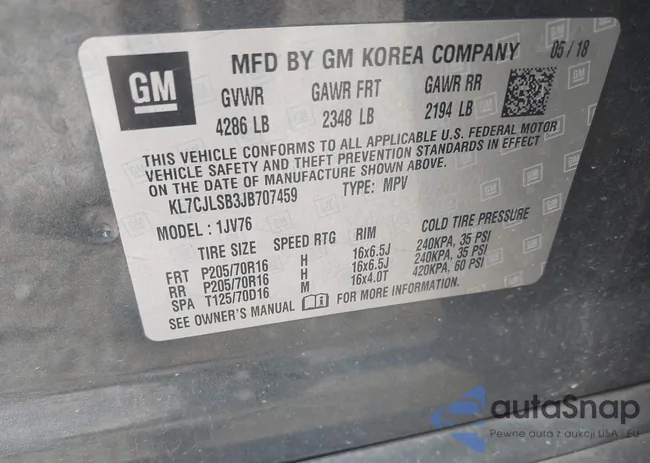 GM
MFD BY GM KOREA COMPANY 05/18
GVWR GAWR FRT GAWR RR
4286 LB 2348 LB 2194 LB
THIS VEHICLE CONFORMS TO ALL APPLICABLE U.S. FEDERAL MOTOR
VEHICLE SAFETY AND THEFT PREVENTION STANDARDS IN EFFECT
ON THE DATE OF MANUFACTURE SHOWN ABOVE.
KL7CJLSB3JB707459 TYPE: MPV
MODEL: 1JV76
TIRE SIZE SPEED RTG RIM COLD TIRE PRESSURE
FRT P205/70R16 H 16x6.5J 240KPA, 35 PSI
RR P205/70R16 H 16x6.5J 240KPA, 35 PSI
SPA T125/70D16 M 16x4.0T 420KPA, 60 PSI
SEE OWNER'S MANUAL FOR MORE INFORMATION.
autoSnap
Pewne auta z aukcji USA i EU